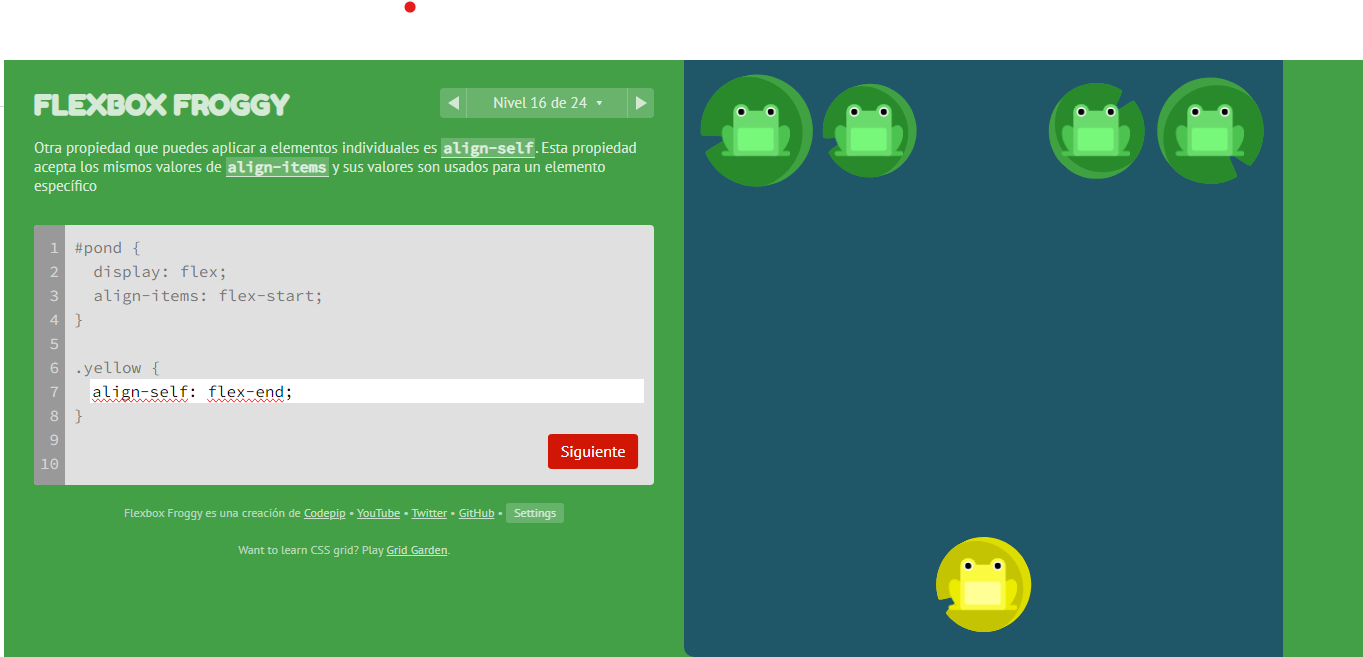 FLEXBOX FROGGY
Nivel 16 de 24
Otra propiedad que puedes aplicar a elementos individuales es align-self. Esta propiedad
acepta los mismos valores de align-items y sus valores son usados para un elemento
específico
1 #pond {
2 display: flex;
3 align-items: flex-start;
4 }
5
6 .yellow {
7 align-self: flex-end;
8 }
9
10
Siguiente
Flexbox Froggy es una creación de Codepip • YouTube • Twitter • GitHub • Settings
Want to learn CSS grid? Play Grid Garden.